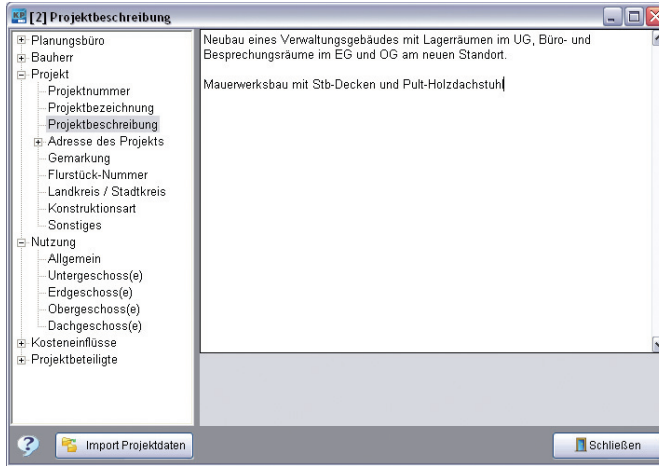 KP [2] Projektbeschreibung
Planungsbüro
Bauherr
Projekt
Projektnummer
Projektbezeichnung
Projektbeschreibung
Adresse des Projekts
Gemarkung
Flurstück-Nummer
Landkreis / Stadtkreis
Konstruktionsart
Sonstiges
Nutzung
Allgemein
Untergeschoss(e)
Erdgeschoss(e)
Obergeschoss(e)
Dachgeschoss(e)
Kosteneinflüsse
Projektbeteiligte
Neubau eines Verwaltungsgebäudes mit Lagerräumen im UG, Büro- und
Besprechungsräume im EG und OG am neuen Standort.
Mauerwerksbau mit Stb-Decken und Pult-Holzdachstuhl
? Import Projektdaten
Schließen